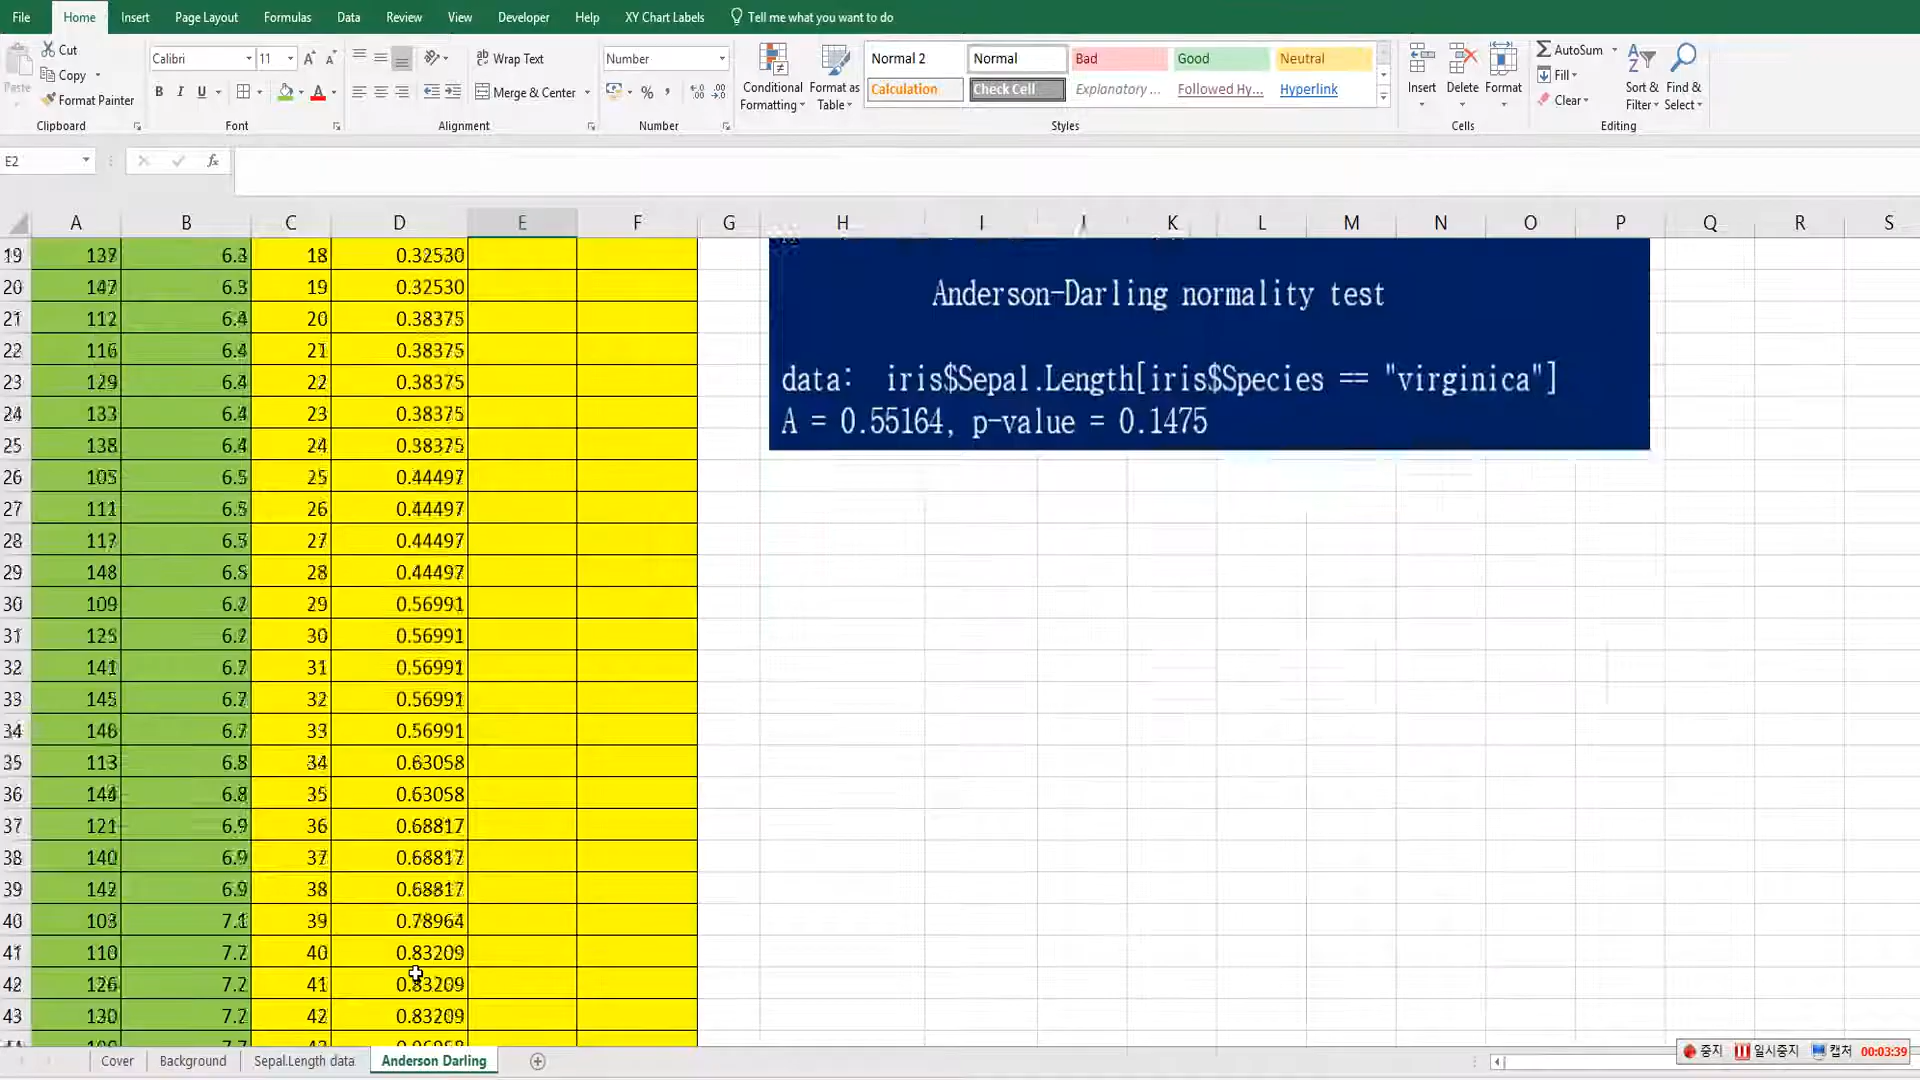 File Home Insert Page Layout Formulas Data Review View Developer Help XY Chart Labels Tell me what you want to do
Paste Cut Copy Format Painter
Calibri 11
B I U
Wrap Text
Merge & Center
Number
%
Conditional Formatting Format as Table
Normal 2 Normal Bad Good Neutral
Calculation Check Cell Explanatory ... Followed Hy... Hyperlink
Insert Delete Format
AutoSum Fill Clear
Sort & Filter Find & Select
Clipboard Font Alignment Number Styles Cells Editing
E2 fx
A B C D E F G H I J K L M N O P Q R S
19 6.3 18 0.32530
20 147 6.3 19 0.32530
21 112 6.4 20 0.38375
22 116 6.4 21 0.38375
23 129 6.4 22 0.38375
24 133 6.4 23 0.38375
25 138 6.4 24 0.38375
26 105 6.5 25 0.44497
27 111 6.5 26 0.44497
28 117 6.5 27 0.44497
29 148 6.5 28 0.44497
30 109 6.7 29 0.56991
31 125 6.7 30 0.56991
32 141 6.7 31 0.56991
33 145 6.7 32 0.56991
34 146 6.7 33 0.56991
35 113 6.8 34 0.63058
36 144 6.8 35 0.63058
37 121 6.9 36 0.68817
38 140 6.9 37 0.68817
39 142 6.9 38 0.68817
40 103 7.1 39 0.78964
41 110 7.2 40 0.83209
42 126 7.2 41 0.83209
43 130 7.2 42 0.83209
Anderson-Darling normality test
data: iris$Sepal.Length[iris$Species == "virginica"]
A = 0.55164, p-value = 0.1475
Cover Background Sepal.Length data Anderson Darling
중지 일시중지 캡처 00:03:39